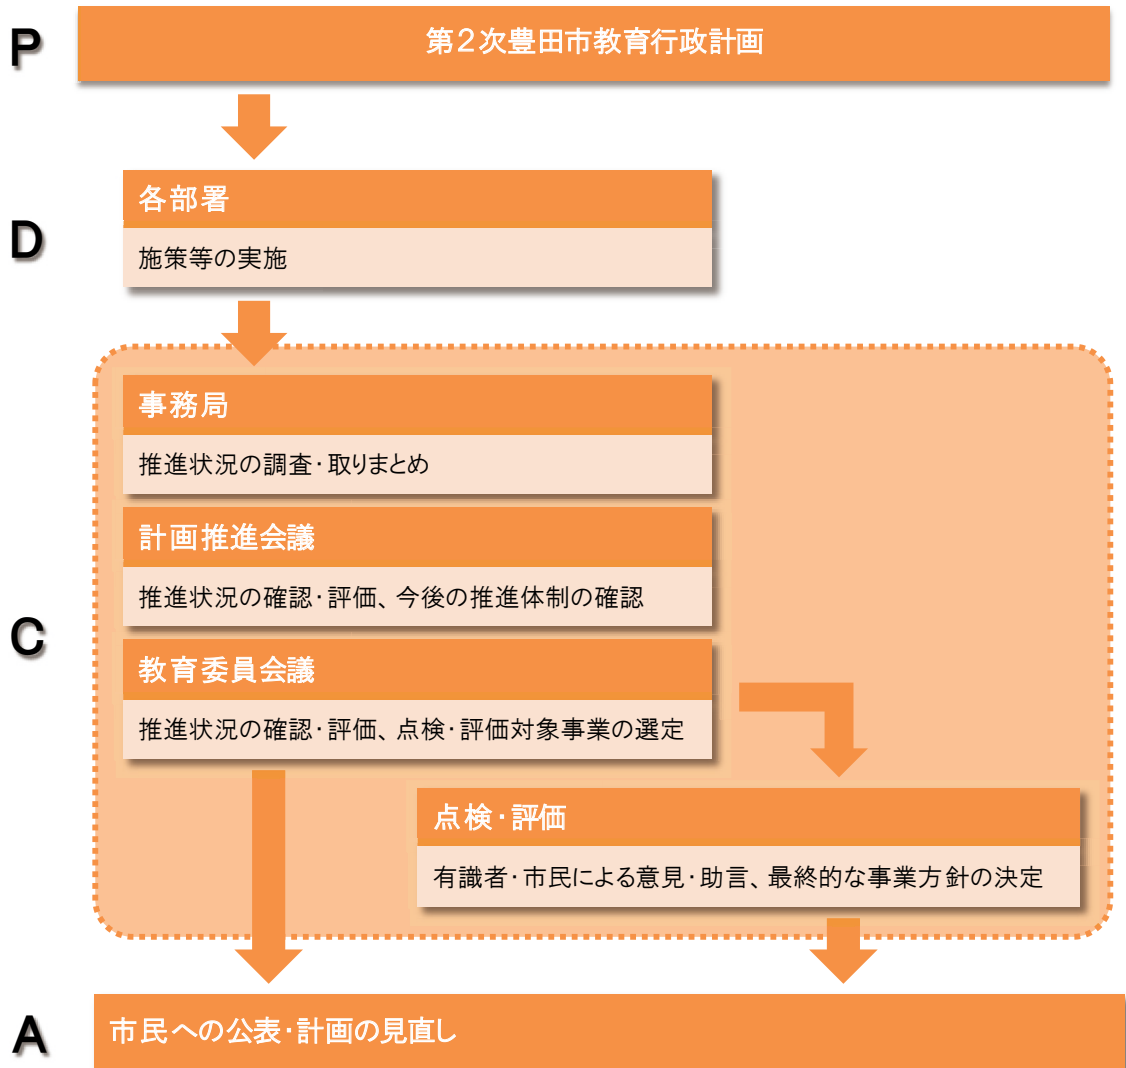 P
第２次豊田市教育行政計画
D
各部署
施策等の実施
事務局
推進状況の調査・取りまとめ
計画推進会議
推進状況の確認・評価、今後の推進体制の確認
C
教育委員会議
推進状況の確認・評価、点検・評価対象事業の選定
点検・評価
有識者・市民による意見・助言、最終的な事業方針の決定
A
市民への公表・計画の見直し